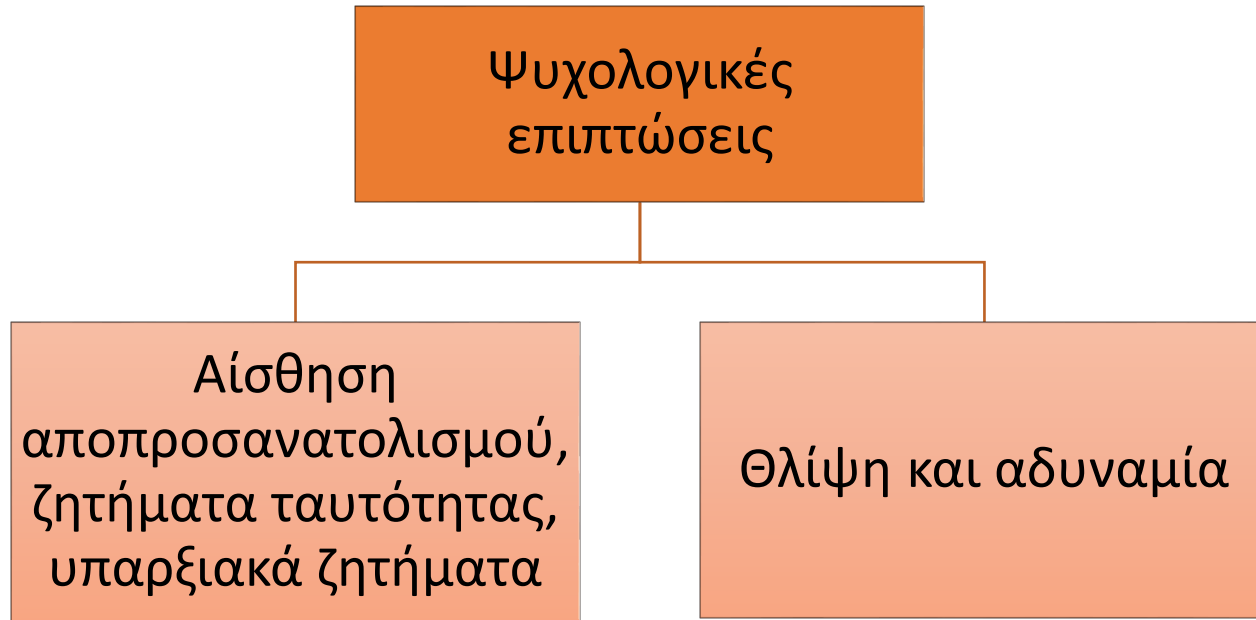 Ψυχολογικές
επιπτώσεις
Αίσθηση
αποπροσανατολισμού,
ζητήματα ταυτότητας,
υπαρξιακά ζητήματα
Θλίψη και αδυναμία